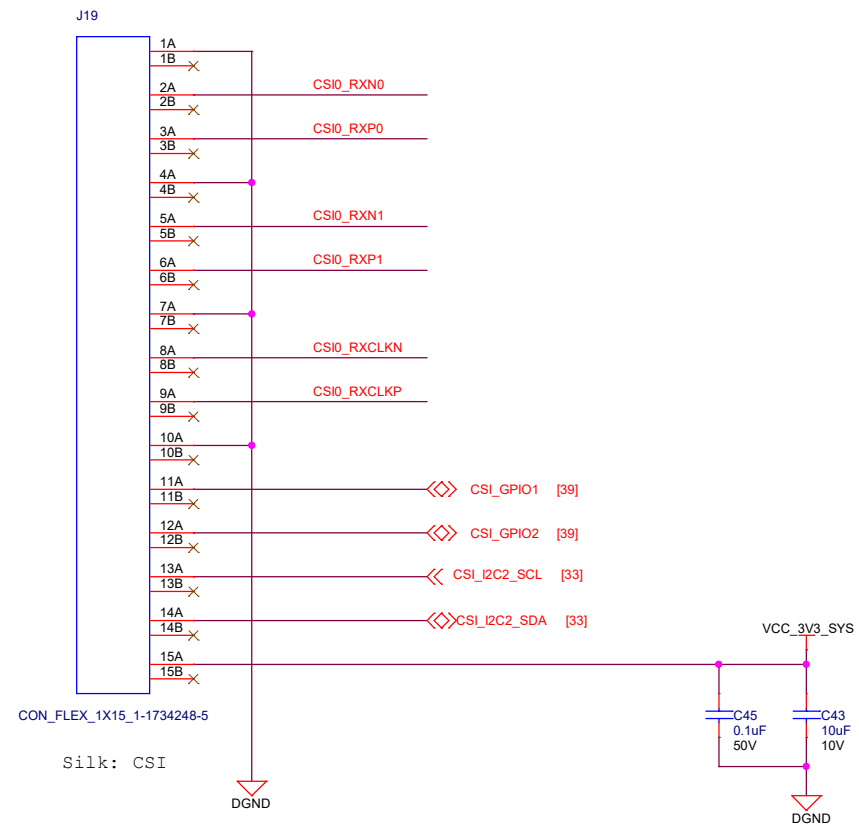 J19
1A
1B
2A CSI0_RXN0
2B
3A CSI0_RXP0
3B
4A
4B
5A CSI0_RXN1
5B
6A CSI0_RXP1
6B
7A
7B
8A CSI0_RXCLKN
8B
9A CSI0_RXCLKP
9B
10A
10B
11A CSI_GPIO1 [39]
11B
12A CSI_GPIO2 [39]
12B
13A CSI_I2C2_SCL [33]
13B
14A CSI_I2C2_SDA [33]
14B
VCC_3V3_SYS
15A
15B
CON_FLEX_1X15_1-1734248-5
C45
0.1uF
50V
C43
10uF
10V
Silk: CSI
DGND
DGND